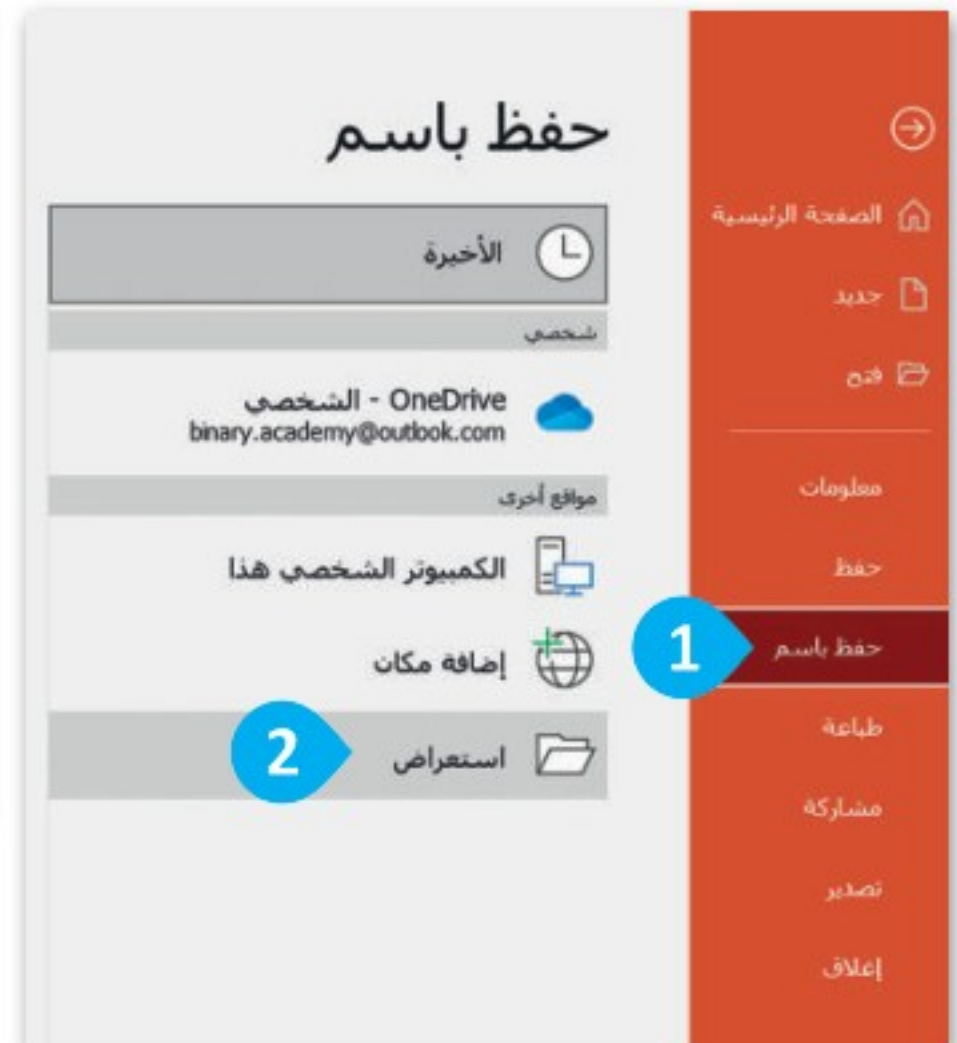 الصفحة الرئيسية
جديد
فتح
معلومات
حفظ
حفظ باسم
1
طباعة
مشاركة
تصدير
إغلاق
حفظ باسم
الأخيرة
شخصي
OneDrive - الشخصي
binary.academy@outlook.com
مواقع أخرى
الكمبيوتر الشخصي هذا
إضافة مكان
استعراض
2